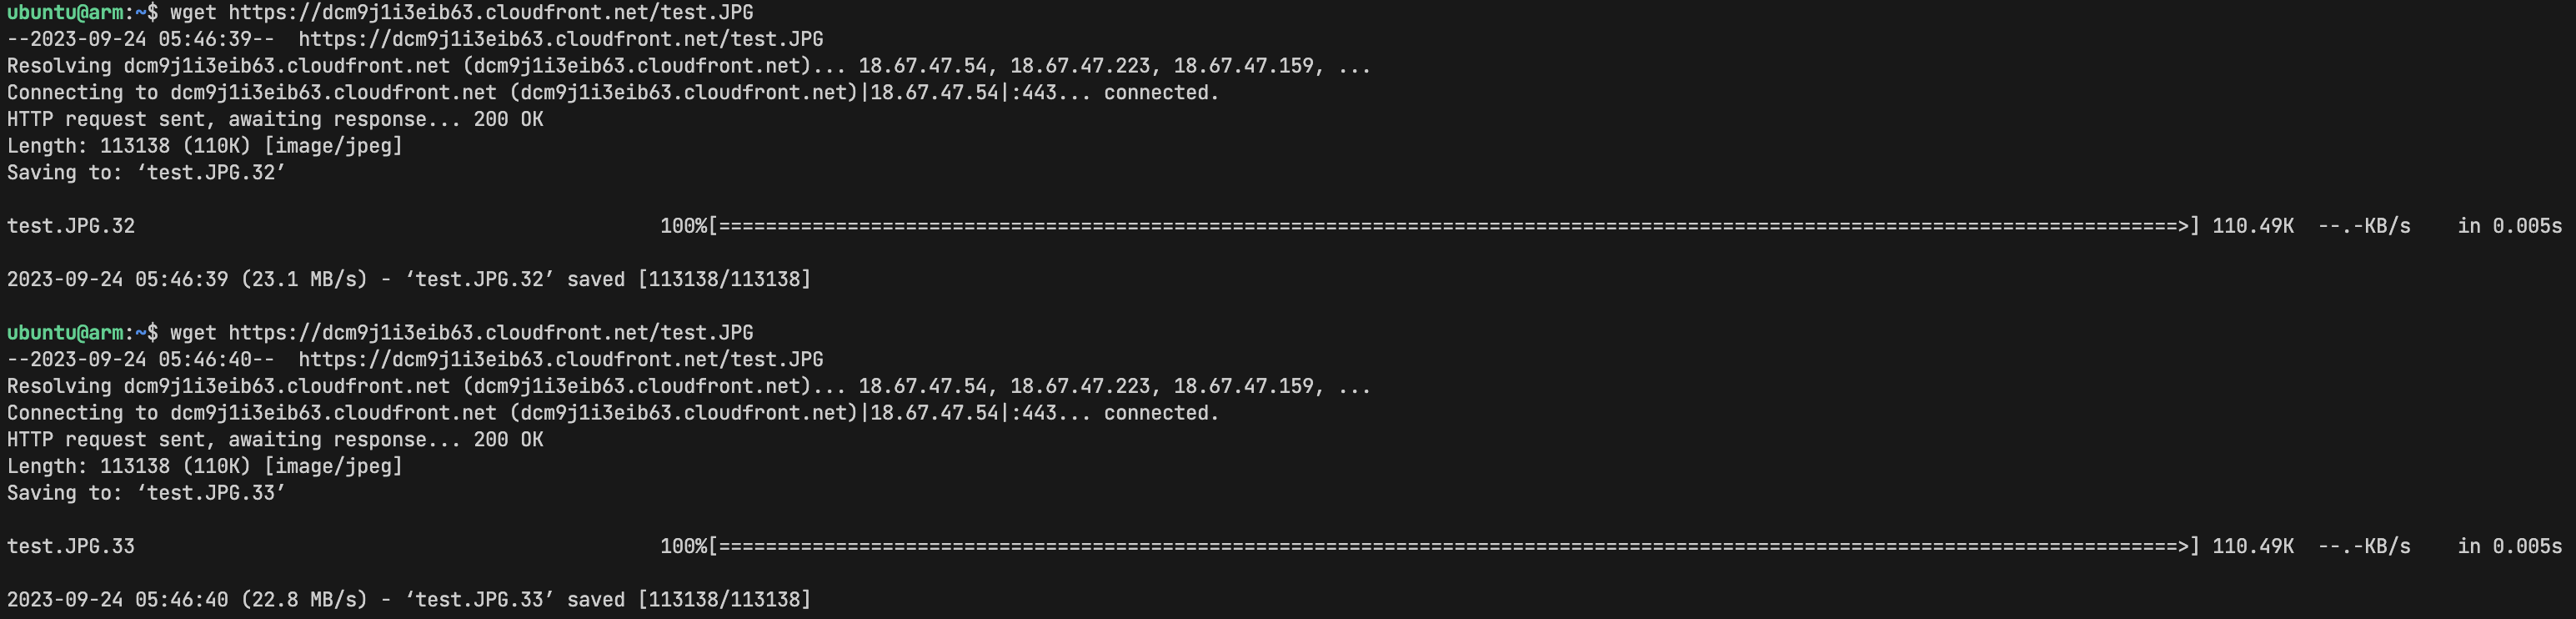 ubuntu@arm:~$ wget https://dcm9j1i3eib63.cloudfront.net/test.JPG
--2023-09-24 05:46:39--  https://dcm9j1i3eib63.cloudfront.net/test.JPG
Resolving dcm9j1i3eib63.cloudfront.net (dcm9j1i3eib63.cloudfront.net)... 18.67.47.54, 18.67.47.223, 18.67.47.159, ...
Connecting to dcm9j1i3eib63.cloudfront.net (dcm9j1i3eib63.cloudfront.net)|18.67.47.54|:443... connected.
HTTP request sent, awaiting response... 200 OK
Length: 113138 (110K) [image/jpeg]
Saving to: ‘test.JPG.32’
test.JPG.32 100%[=============================================================================================================================>] 110.49K  --.-KB/s    in 0.005s
2023-09-24 05:46:39 (23.1 MB/s) - ‘test.JPG.32’ saved [113138/113138]
ubuntu@arm:~$ wget https://dcm9j1i3eib63.cloudfront.net/test.JPG
--2023-09-24 05:46:40--  https://dcm9j1i3eib63.cloudfront.net/test.JPG
Resolving dcm9j1i3eib63.cloudfront.net (dcm9j1i3eib63.cloudfront.net)... 18.67.47.54, 18.67.47.223, 18.67.47.159, ...
Connecting to dcm9j1i3eib63.cloudfront.net (dcm9j1i3eib63.cloudfront.net)|18.67.47.54|:443... connected.
HTTP request sent, awaiting response... 200 OK
Length: 113138 (110K) [image/jpeg]
Saving to: ‘test.JPG.33’
test.JPG.33 100%[=============================================================================================================================>] 110.49K  --.-KB/s    in 0.005s
2023-09-24 05:46:40 (22.8 MB/s) - ‘test.JPG.33’ saved [113138/113138]